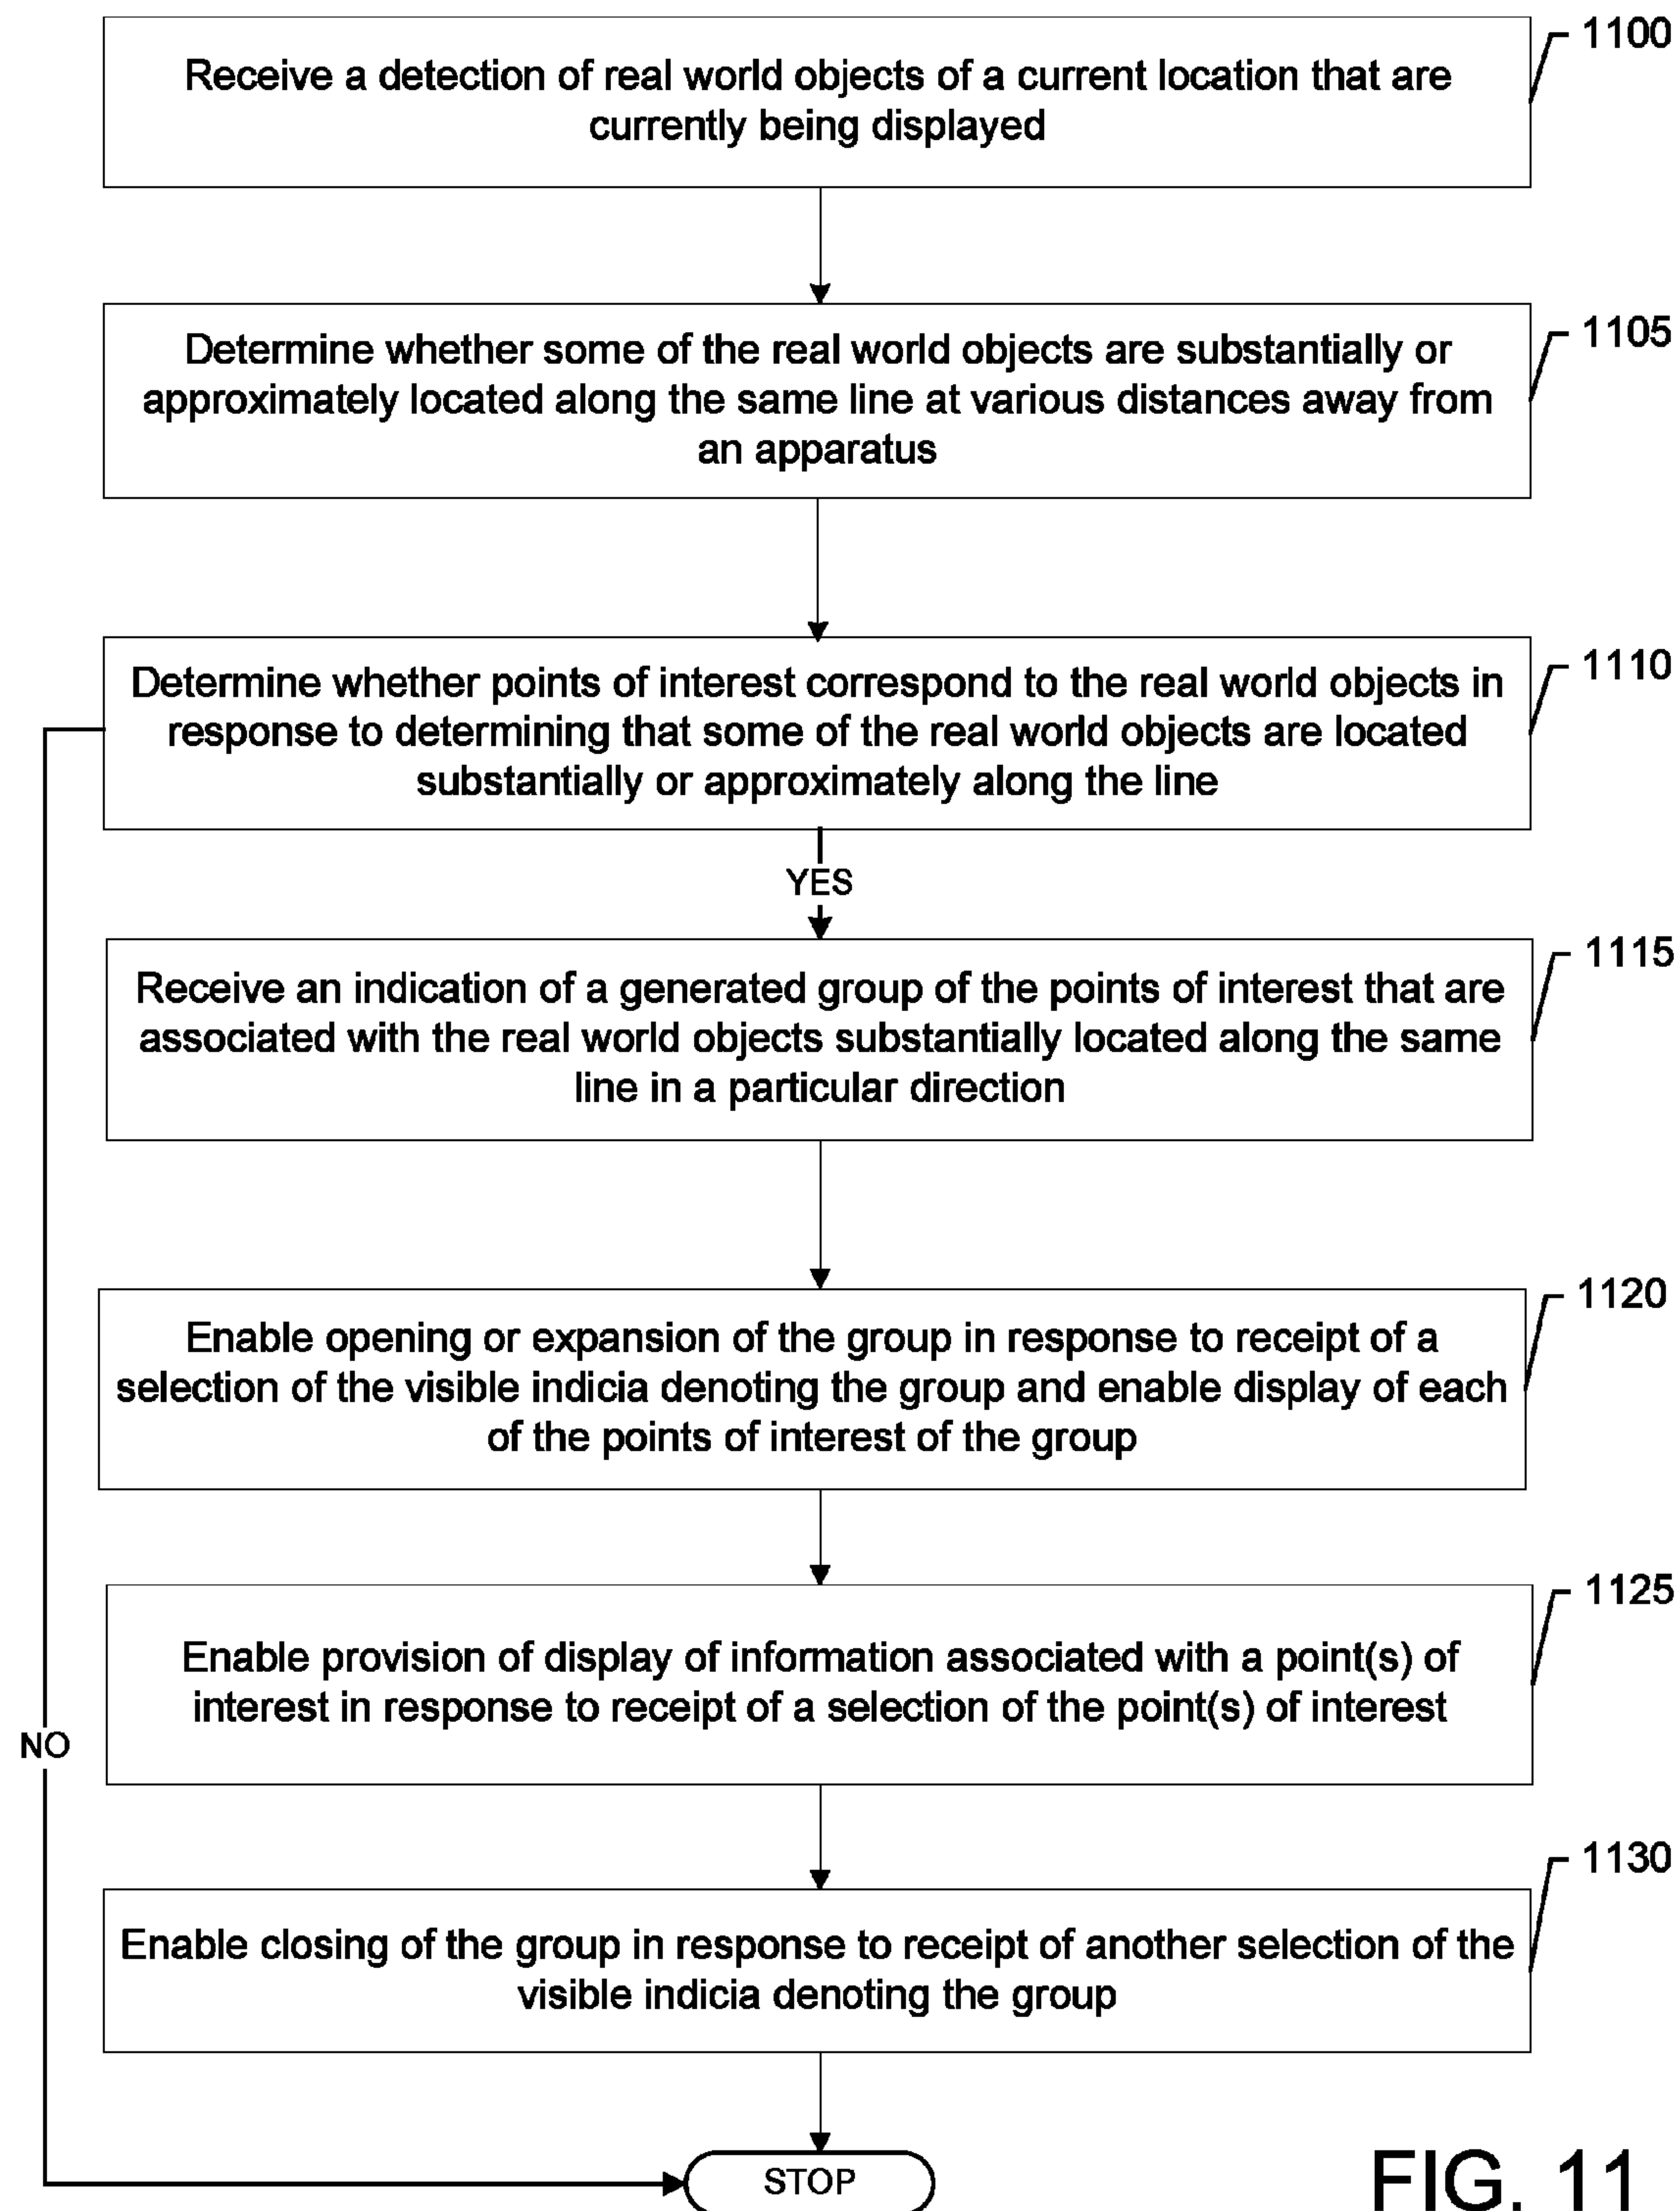 1100
Receive a detection of real world objects of a current location that are
currently being displayed
1105
Determine whether some of the real world objects are substantially or
approximately located along the same line at various distances away from
an apparatus
1110
Determine whether points of interest correspond to the real world objects in
response to determining that some of the real world objects are located
substantially or approximately along the line
YES
1115
Receive an indication of a generated group of the points of interest that are
associated with the real world objects substantially located along the same
line in a particular direction
1120
Enable opening or expansion of the group in response to receipt of a
selection of the visible indicia denoting the group and enable display of each
of the points of interest of the group
1125
Enable provision of display of information associated with a point(s) of
interest in response to receipt of a selection of the point(s) of interest
NO
1130
Enable closing of the group in response to receipt of another selection of the
visible indicia denoting the group
STOP
FIG. 11